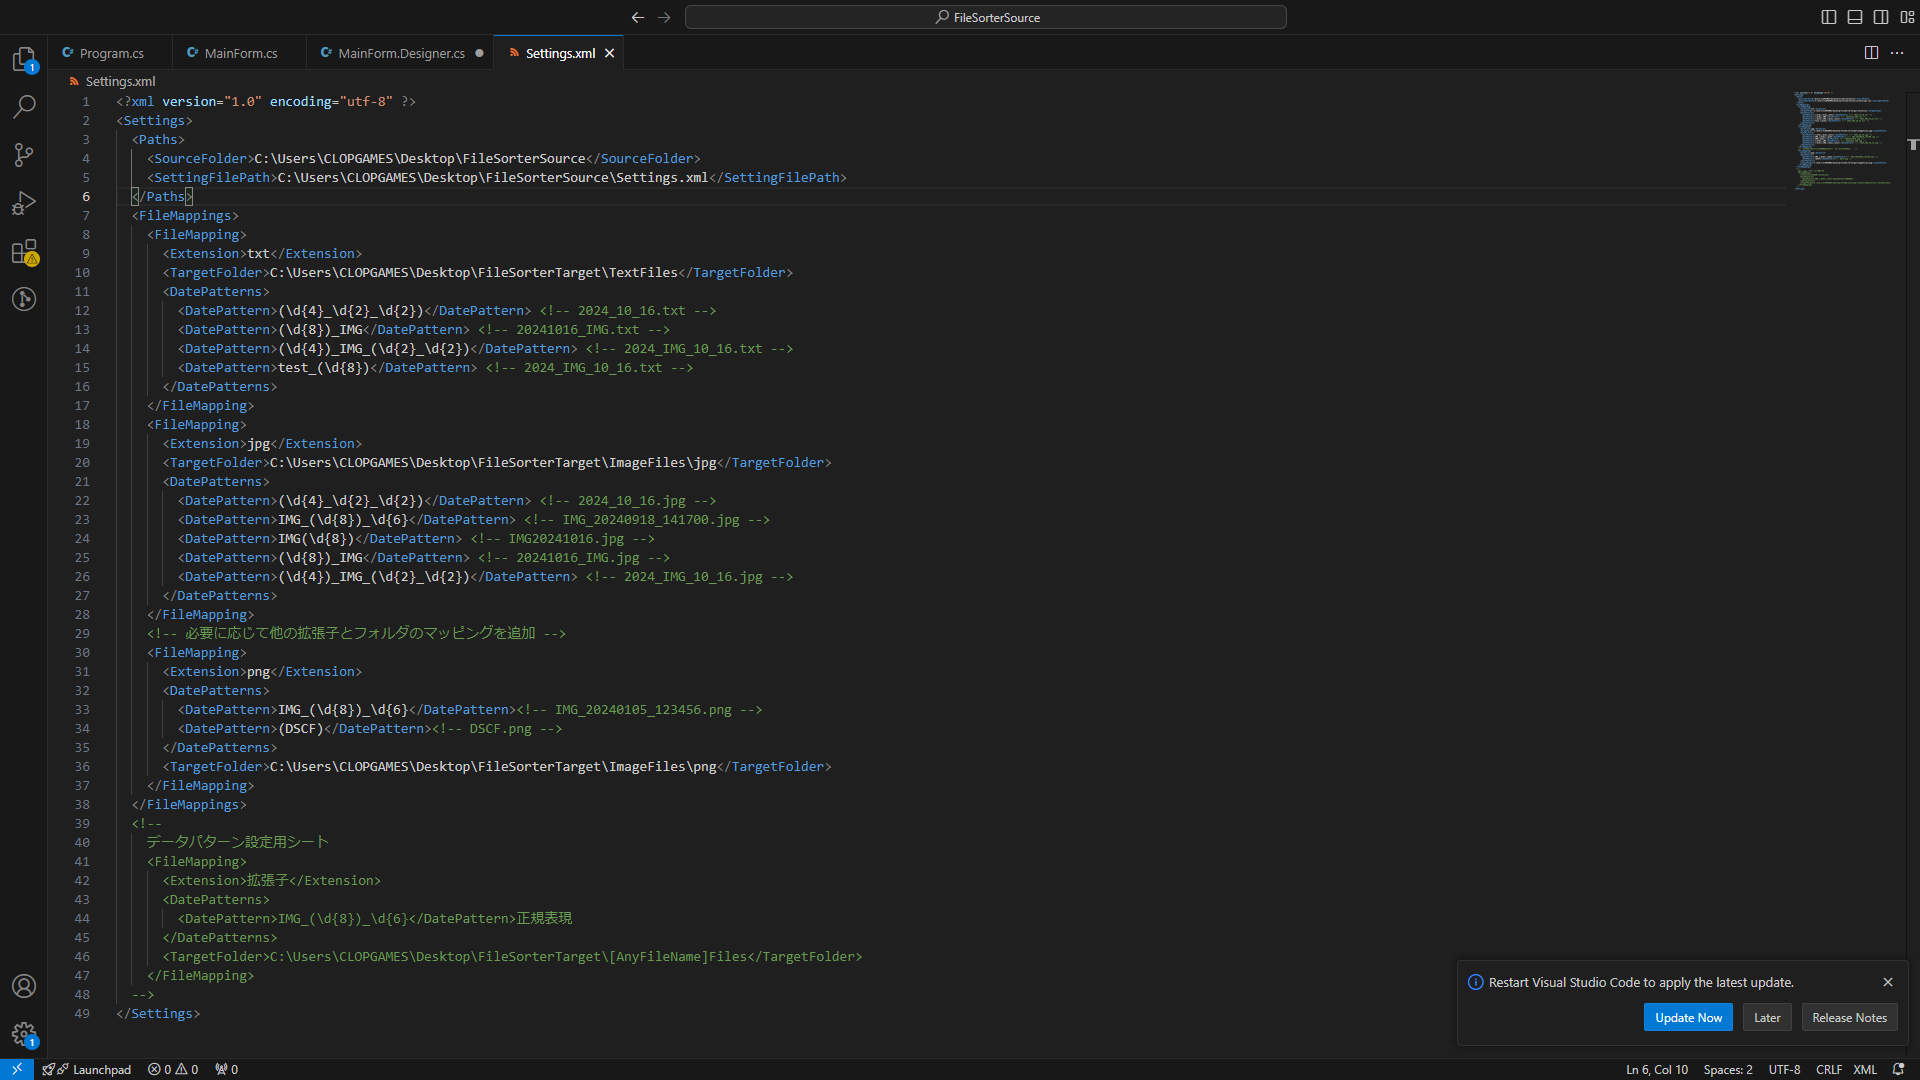 FileSorterSource
Program.cs
MainForm.cs
MainForm.Designer.cs
Settings.xml
Settings.xml
1 <?xml version="1.0" encoding="utf-8" ?>
2 <Settings>
3 <Paths>
4 <SourceFolder>C:\Users\CLOPGAMES\Desktop\FileSorterSource</SourceFolder>
5 <SettingFilePath>C:\Users\CLOPGAMES\Desktop\FileSorterSource\Settings.xml</SettingFilePath>
6 </Paths>
7 <FileMappings>
8 <FileMapping>
9 <Extension>txt</Extension>
10 <TargetFolder>C:\Users\CLOPGAMES\Desktop\FileSorterTarget\TextFiles</TargetFolder>
11 <DatePatterns>
12 <DatePattern>(\d{4}_\d{2}_\d{2})</DatePattern> <!-- 2024_10_16.txt -->
13 <DatePattern>(\d{8})_IMG</DatePattern> <!-- 20241016_IMG.txt -->
14 <DatePattern>(\d{4})_IMG_(\d{2}_\d{2})</DatePattern> <!-- 2024_IMG_10_16.txt -->
15 <DatePattern>test_(\d{8})</DatePattern> <!-- 2024_IMG_10_16.txt -->
16 </DatePatterns>
17 </FileMapping>
18 <FileMapping>
19 <Extension>jpg</Extension>
20 <TargetFolder>C:\Users\CLOPGAMES\Desktop\FileSorterTarget\ImageFiles\jpg</TargetFolder>
21 <DatePatterns>
22 <DatePattern>(\d{4}_\d{2}_\d{2})</DatePattern> <!-- 2024_10_16.jpg -->
23 <DatePattern>IMG_(\d{8})_\d{6}</DatePattern> <!-- IMG_20240918_141700.jpg -->
24 <DatePattern>IMG(\d{8})</DatePattern> <!-- IMG20241016.jpg -->
25 <DatePattern>(\d{8})_IMG</DatePattern> <!-- 20241016_IMG.jpg -->
26 <DatePattern>(\d{4})_IMG_(\d{2}_\d{2})</DatePattern> <!-- 2024_IMG_10_16.jpg -->
27 </DatePatterns>
28 </FileMapping>
29 <!-- 必要に応じて他の拡張子とフォルダのマッピングを追加 -->
30 <FileMapping>
31 <Extension>png</Extension>
32 <DatePatterns>
33 <DatePattern>IMG_(\d{8})_\d{6}</DatePattern><!-- IMG_20240105_123456.png -->
34 <DatePattern>(DSCF)</DatePattern><!-- DSCF.png -->
35 </DatePatterns>
36 <TargetFolder>C:\Users\CLOPGAMES\Desktop\FileSorterTarget\ImageFiles\png</TargetFolder>
37 </FileMapping>
38 </FileMappings>
39 <!--
40 データパターン設定用シート
41 <FileMapping>
42 <Extension>拡張子</Extension>
43 <DatePatterns>
44 <DatePattern>IMG_(\d{8})_\d{6}</DatePattern>正規表現
45 </DatePatterns>
46 <TargetFolder>C:\Users\CLOPGAMES\Desktop\FileSorterTarget\[AnyFileName]Files</TargetFolder>
47 </FileMapping>
48 -->
49 </Settings>
1
1
Restart Visual Studio Code to apply the latest update.
Update Now
Later
Release Notes
Launchpad
0
0
0
Ln 6, Col 10
Spaces: 2
UTF-8
CRLF
XML